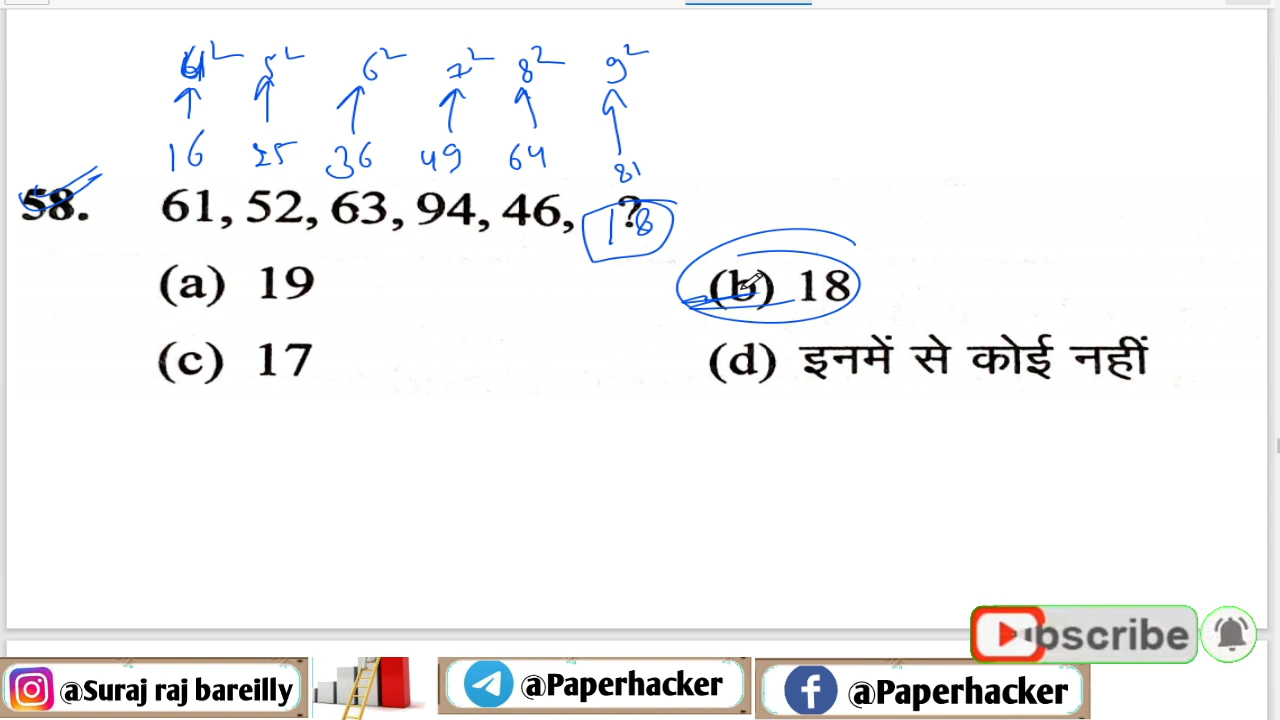 4² 5² 6² 7² 8² 9²
16 25 36 49 64 81
58. 61, 52, 63, 94, 46, ?
18
(a) 19 (b) 18
(c) 17 (d) इनमें से कोई नहीं
bscribe
@Suraj raj bareilly @Paperhacker @Paperhacker